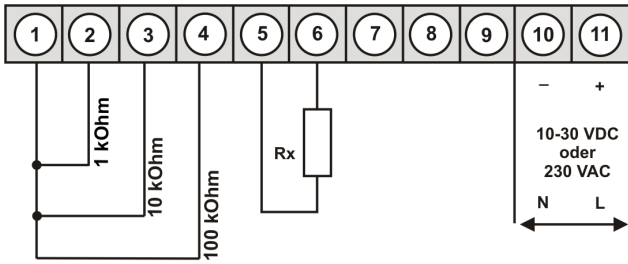 1 2 3 4 5 6 7 8 9 10 11
− +
1 kOhm
10 kOhm
100 kOhm
Rx
10-30 VDC
oder
230 VAC
N L